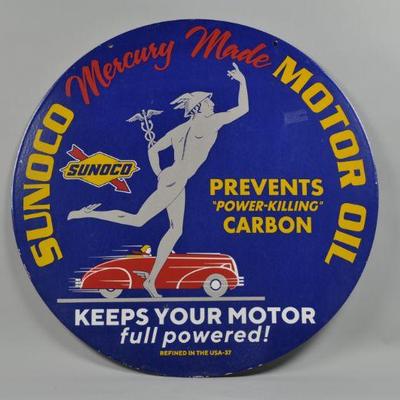 Mercury Made
SUNOCO MOTOR OIL
SUNOCO
PREVENTS
"POWER-KILLING"
CARBON
KEEPS YOUR MOTOR
full powered!
REFINED IN THE USA-37